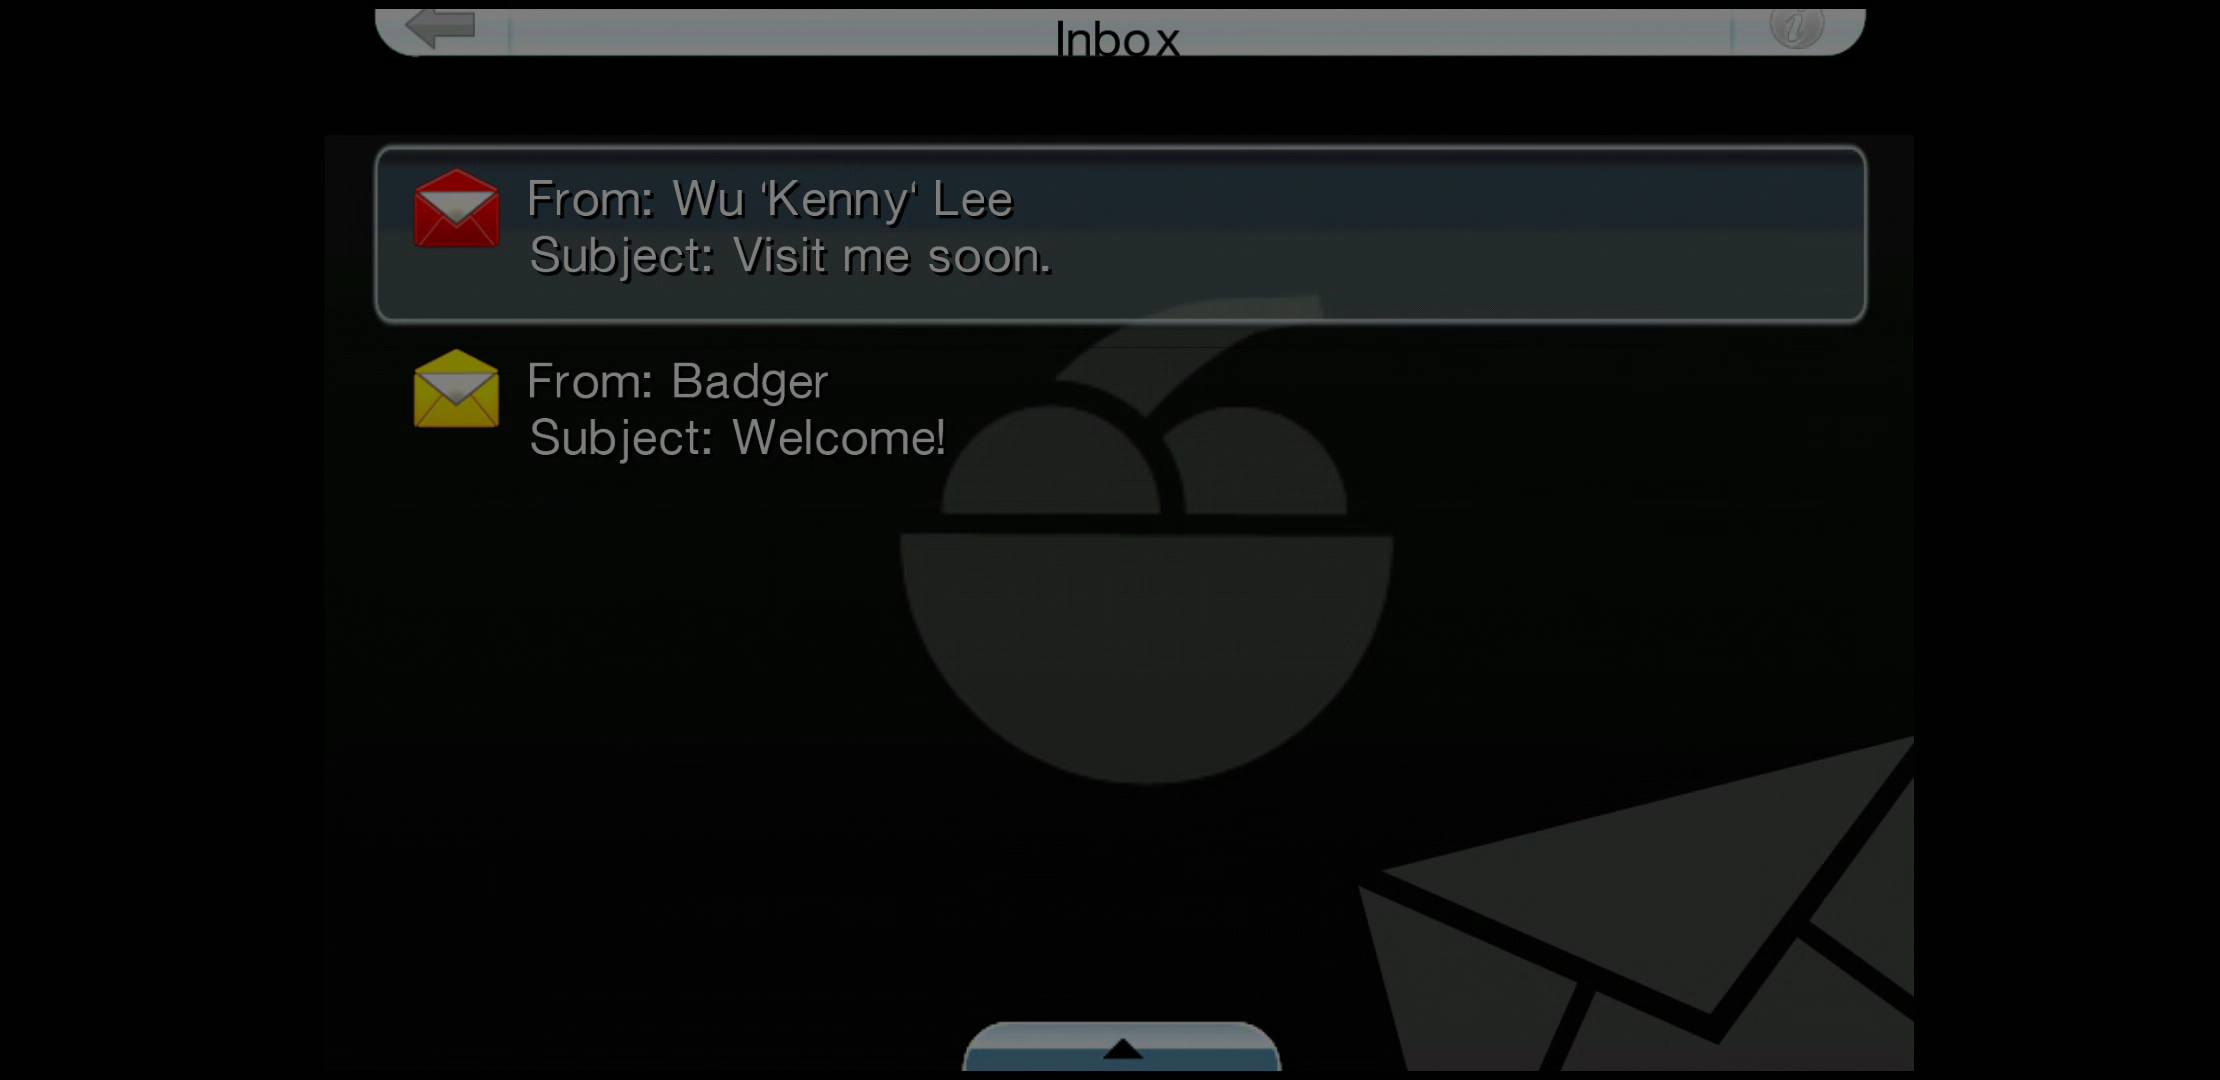 Inbox
From: Wu ‘Kenny‘ Lee
Subject: Visit me soon.
From: Badger
Subject: Welcome!